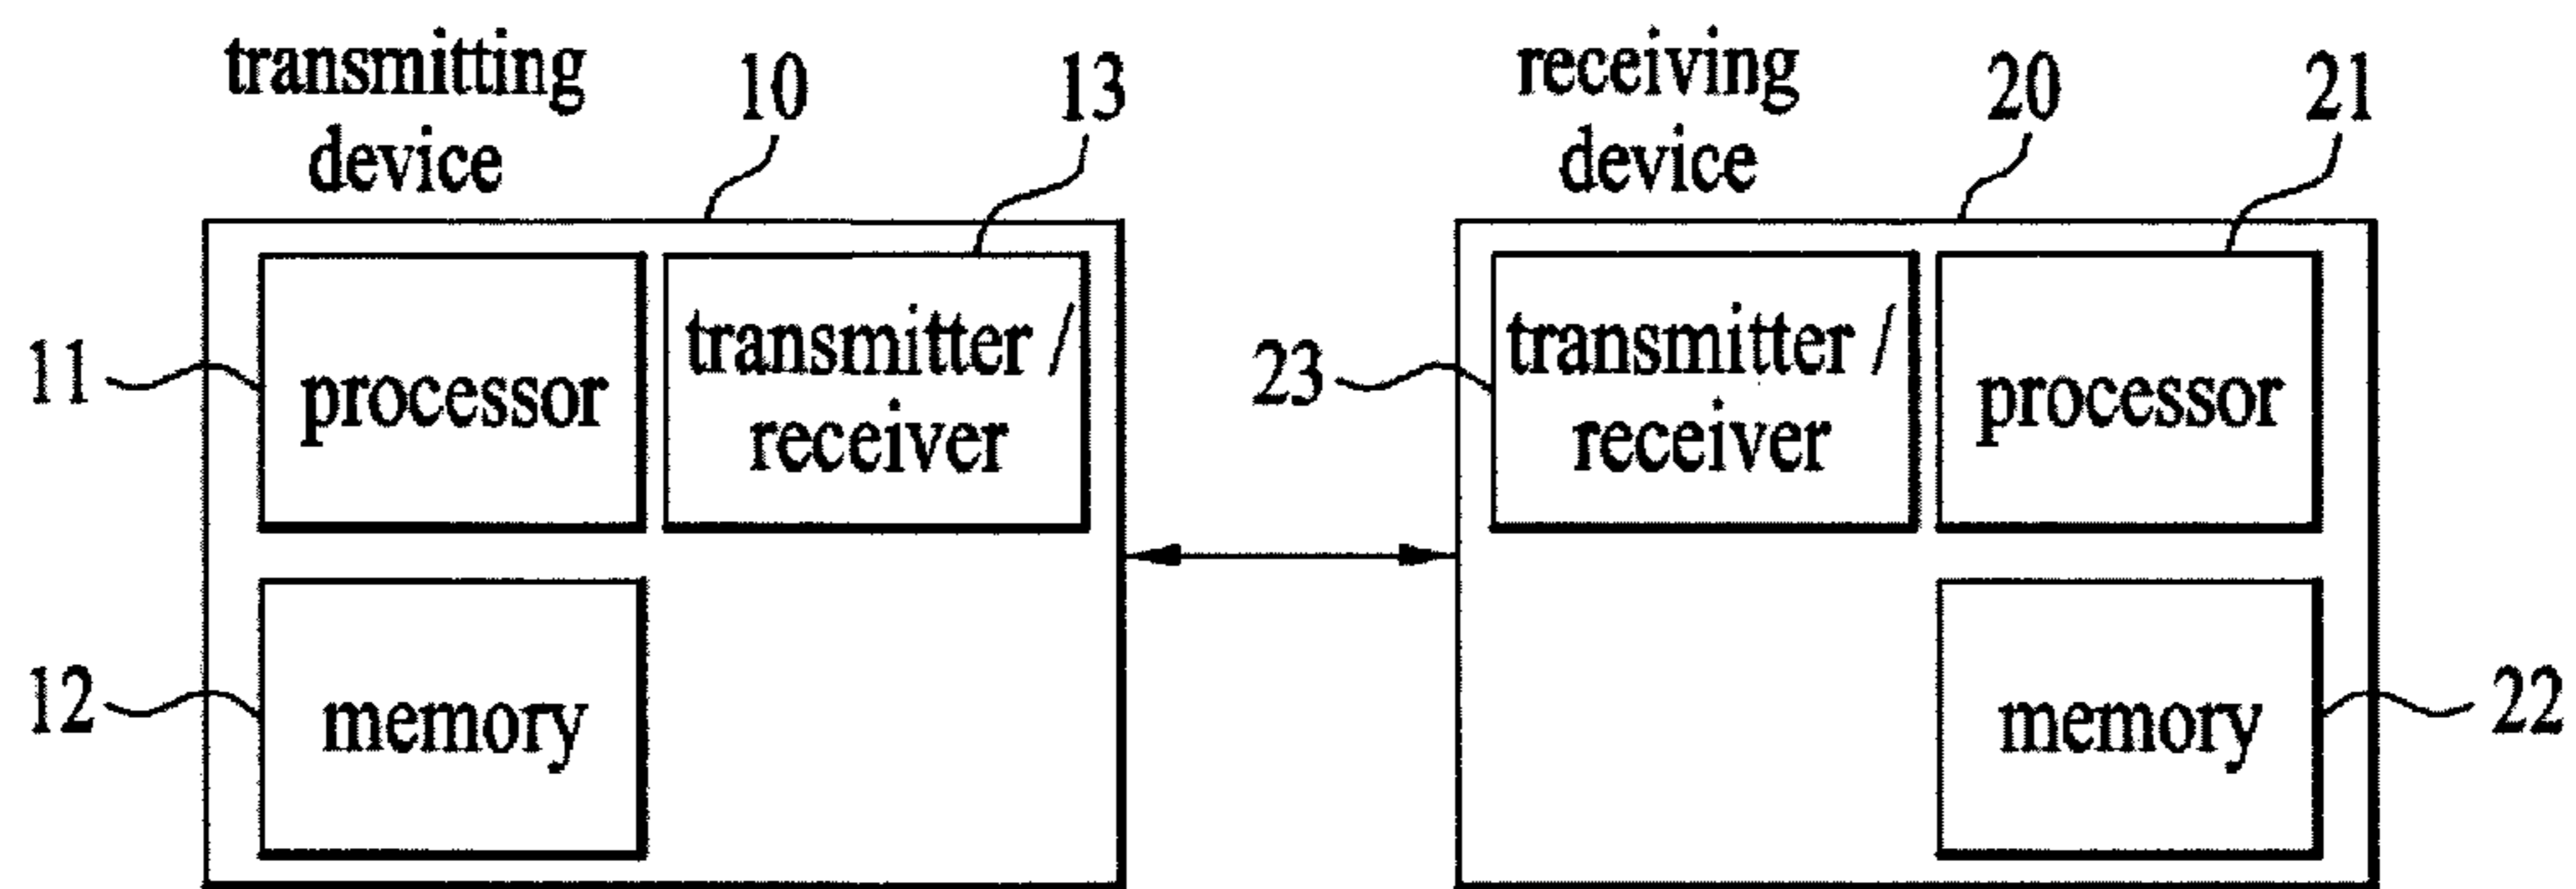 transmitting
device
10
13
11
processor
transmitter /
receiver
12
memory
receiving
device
20
21
23
transmitter /
receiver
processor
memory
22